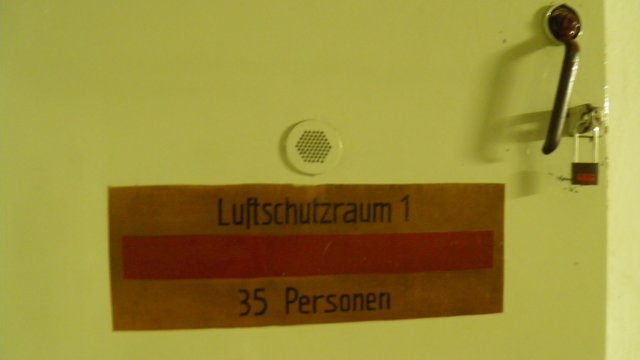 Luftschutzraum 1
35 Personen